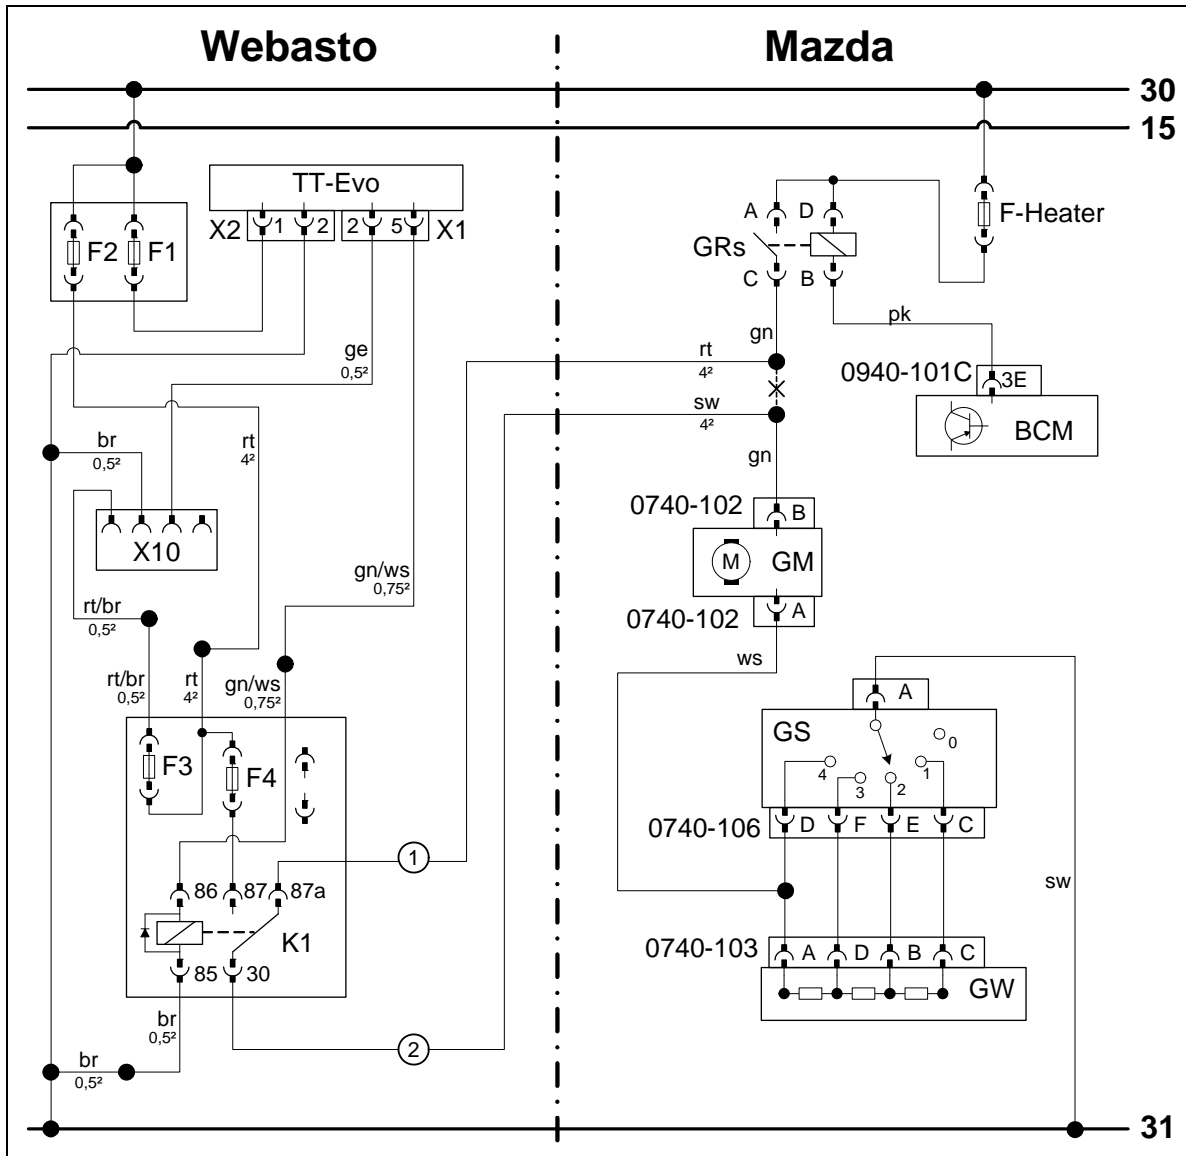 Webasto
Mazda
30
15
TT-Evo
X2 1 2 2 5 X1
F2 F1
A D
GRs
C B
F-Heater
gn
pk
ge
0,5²
rt
4²
0940-101C 3E
BCM
sw
4²
br
0,5²
rt
4²
gn
0740-102 B
X10
M GM
gn/ws
0,75²
rt/br
0,5²
0740-102 A
ws
rt/br
0,5²
rt
4²
gn/ws
0,75²
A
GS
0
4 3 2 1
F3 F4
0740-106 D F E C
1
86 87 87a
sw
K1
85 30
0740-103 A D B C
GW
br
0,5²
2
br
0,5²
31